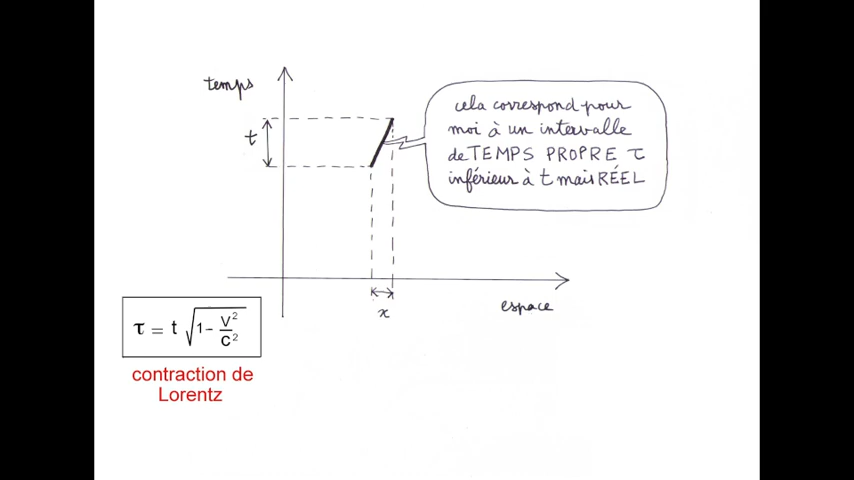 temps
t
cela correspond pour
moi à un intervalle
de TEMPS PROPRE τ
inférieur à t mais RÉEL
x
espace
τ = t √1 - v²/c²
contraction de
Lorentz